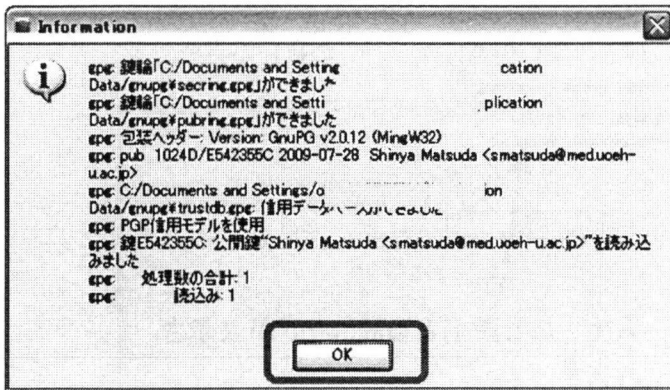 Information
gpg: 鍵輪「C:/Documents and Setting cation
Data/gnupg¥secring.gpg」ができました
gpg: 鍵輪「C:/Documents and Setti plication
Data/gnupg¥pubring.gpg」ができました
gpg: 包装ヘッダー: Version: GnuPG v2.0.12 (MingW32)
gpg: pub 1024D/E542355C 2009-07-28 Shinya Matsuda <smatsuda@med.uoeh-
u.ac.jp>
gpg: C:/Documents and Settings/o ion
Data/gnupg¥trustdb.gpg: 信用データベースができました
gpg: PGP信用モデルを使用
gpg: 鍵E542355C: 公開鍵“Shinya Matsuda <smatsuda@med.uoeh-u.ac.jp>”を読み込
みました
gpg: 処理数の合計: 1
gpg: 読込み: 1
OK